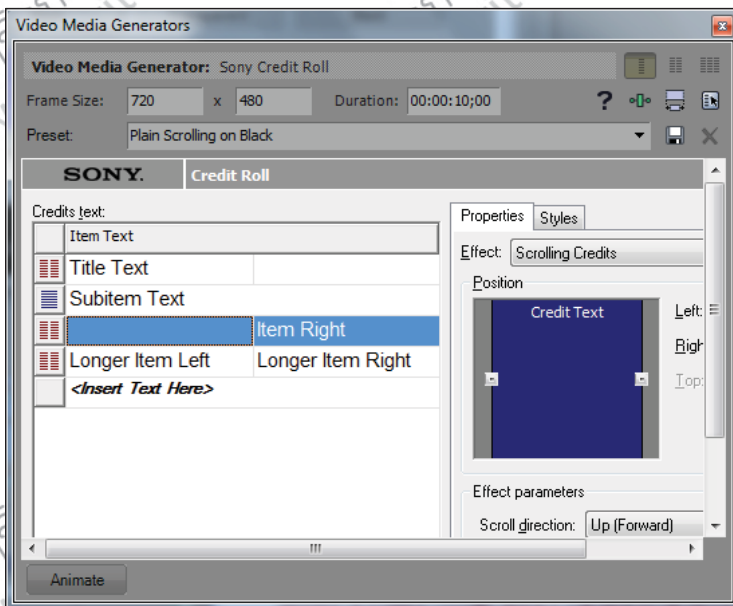 Video Media Generators
Video Media Generator: Sony Credit Roll
Frame Size: 720 x 480 Duration: 00:00:10;00 ?
Preset: Plain Scrolling on Black
SONY. Credit Roll
Credits text:
Item Text
Title Text
Subitem Text
Item Right
Longer Item Left Longer Item Right
<Insert Text Here>
Properties Styles
Effect: Scrolling Credits
Position
Credit Text
Left:
Righ
Top:
Effect parameters
Scroll direction: Up (Forward)
Animate